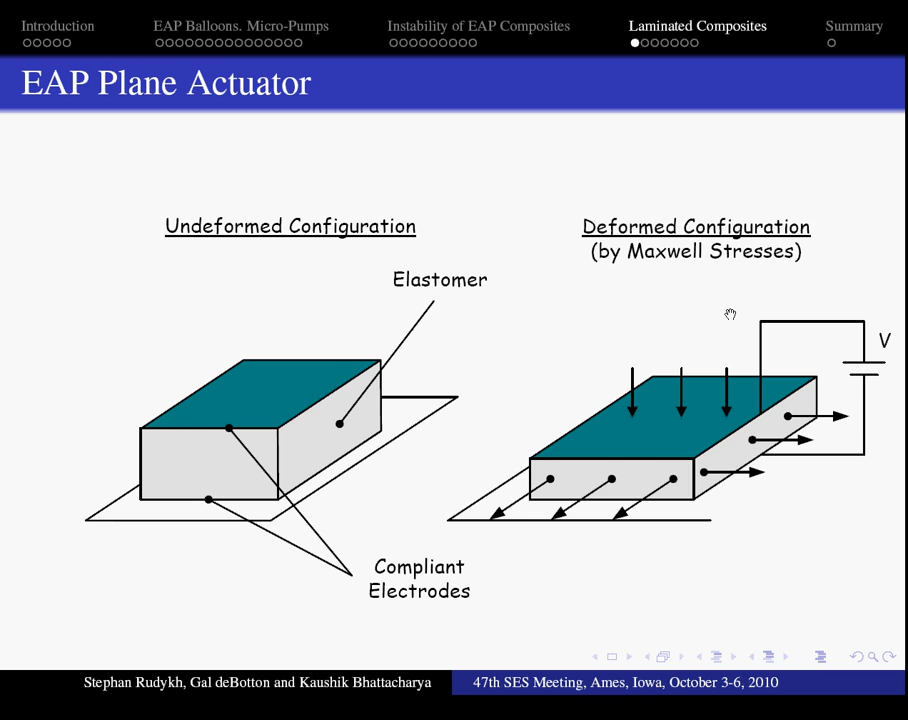 Introduction
EAP Balloons. Micro-Pumps
Instability of EAP Composites
Laminated Composites
Summary
EAP Plane Actuator
Undeformed Configuration
Deformed Configuration
(by Maxwell Stresses)
Elastomer
V
Compliant
Electrodes
Stephan Rudykh, Gal deBotton and Kaushik Bhattacharya
47th SES Meeting, Ames, Iowa, October 3-6, 2010